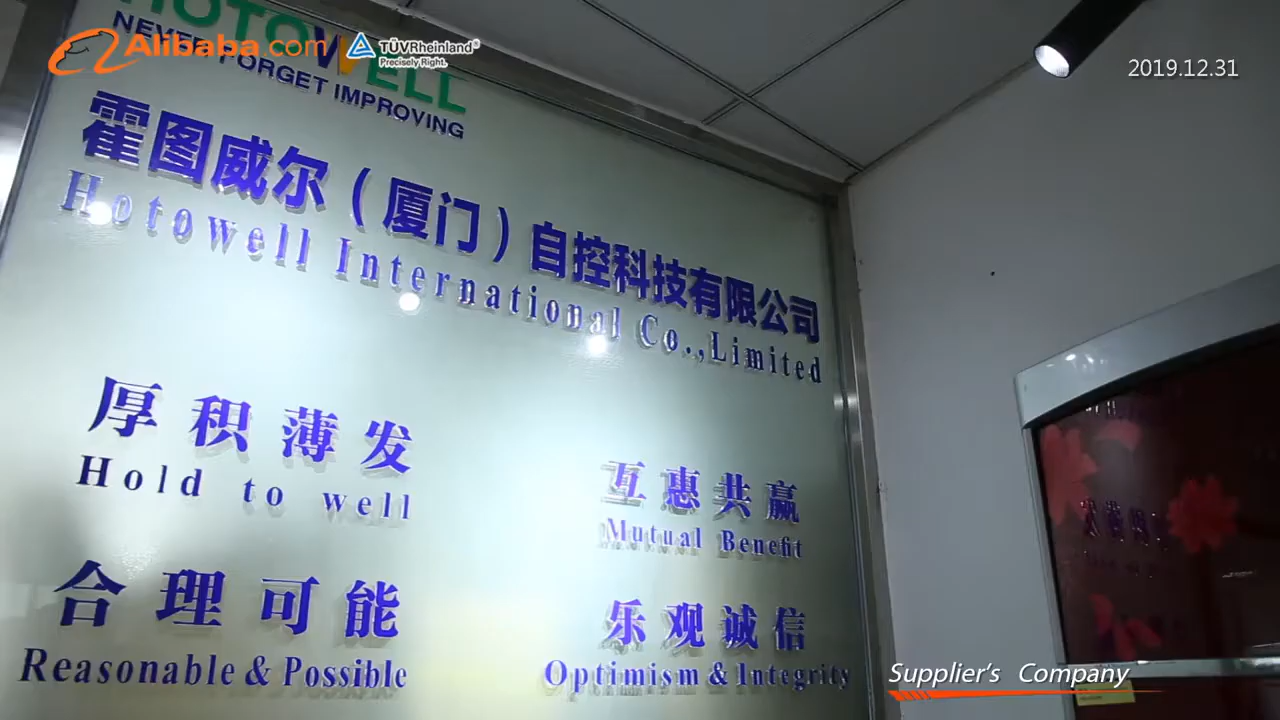 HOTOWELL
NEVER FORGET IMPROVING
Alibaba.com
TÜVRheinland®
Precisely Right.
2019.12.31
霍图威尔（厦门）自控科技有限公司
Hotowell International Co.,Limited
厚积薄发
Hold to well
互惠共赢
Mutual Benefit
合理可能
Reasonable & Possible
乐观诚信
Optimism & Integrity
Supplier's Company